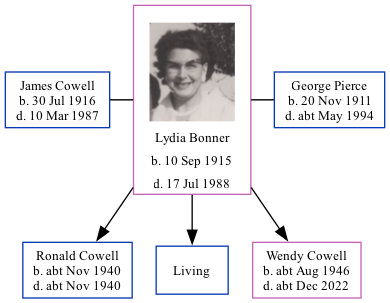 James Cowell
b. 30 Jul 1916
d. 10 Mar 1987
Lydia Bonner
b. 10 Sep 1915
d. 17 Jul 1988
George Pierce
b. 20 Nov 1911
d. abt May 1994
Ronald Cowell
b. abt Nov 1940
d. abt Nov 1940
Living
Wendy Cowell
b. abt Aug 1946
d. abt Dec 2022